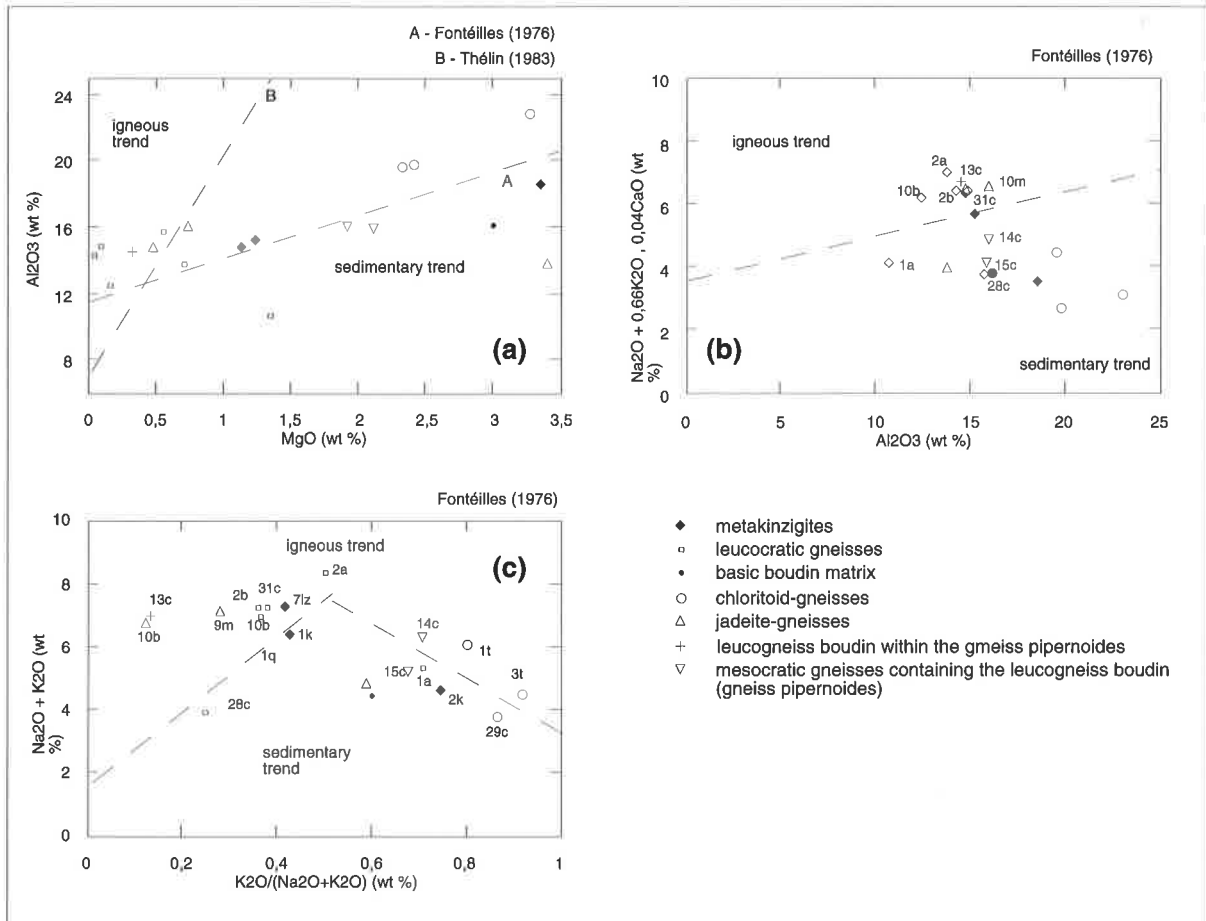 A - Fontéilles (1976)
B - Thélin (1983)
Al2O3 (wt %)
24
20
16
12
8
B
igneous
trend
A
sedimentary trend
(a)
0
0,5
1
1,5
2
2,5
3
3,5
MgO (wt %)
Fontéilles (1976)
Na2O + 0,66K2O , 0,04CaO (wt
%)
10
8
6
4
2
0
igneous trend
2a
13c
10b
2b
31c
10m
14c
1a
15c
28c
(b)
sedimentary trend
0
5
10
15
20
25
Al2O3 (wt %)
Fontéilles (1976)
Na2O + K2O (wt
%)
10
8
6
4
2
0
igneous trend
(c)
2a
13c
2b
31c
7lz
10b
9m
10b
1k
14c
1q
1t
15c
1a
3t
2k
28c
29c
sedimentary
trend
0
0,2
0,4
0,6
0,8
1
K2O/(Na2O+K2O) (wt %)
metakinzigites
leucocratic gneisses
basic boudin matrix
chloritoid-gneisses
jadeite-gneisses
leucogneiss boudin within the gmeiss pipernoides
mesocratic gneisses containing the leucogneiss boudin
(gneiss pipernoides)